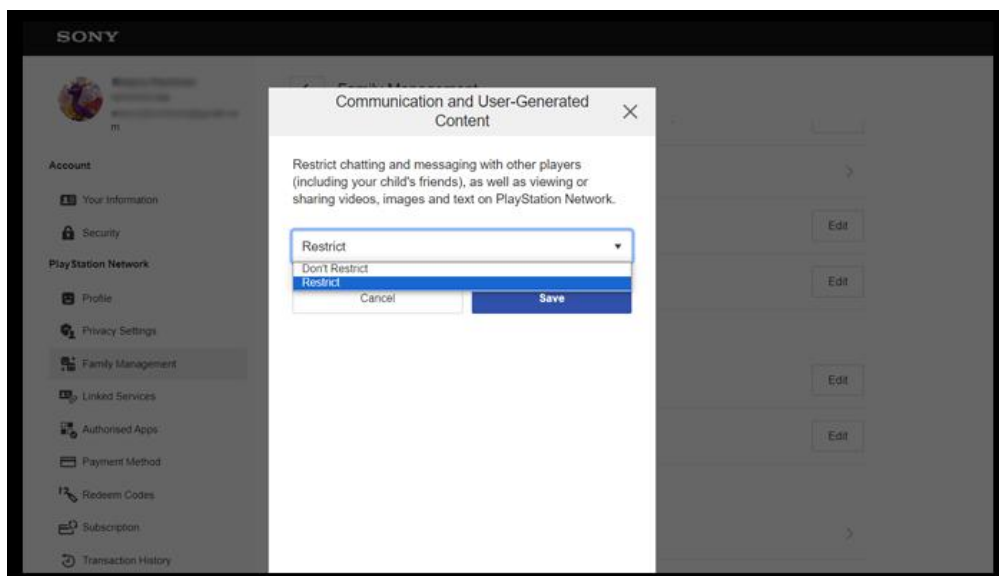 SONY
m
Account
Your Information
Security
PlayStation Network
Profile
Privacy Settings
Family Management
Linked Services
Authorised Apps
Payment Method
Redeem Codes
Subscription
Transaction History
Family Management
Communication and User-Generated
Content
Restrict chatting and messaging with other players
(including your child's friends), as well as viewing or
sharing videos, images and text on PlayStation Network.
Restrict
Don't Restrict
Restrict
Cancel Save
Edit
Edit
Edit
Edit